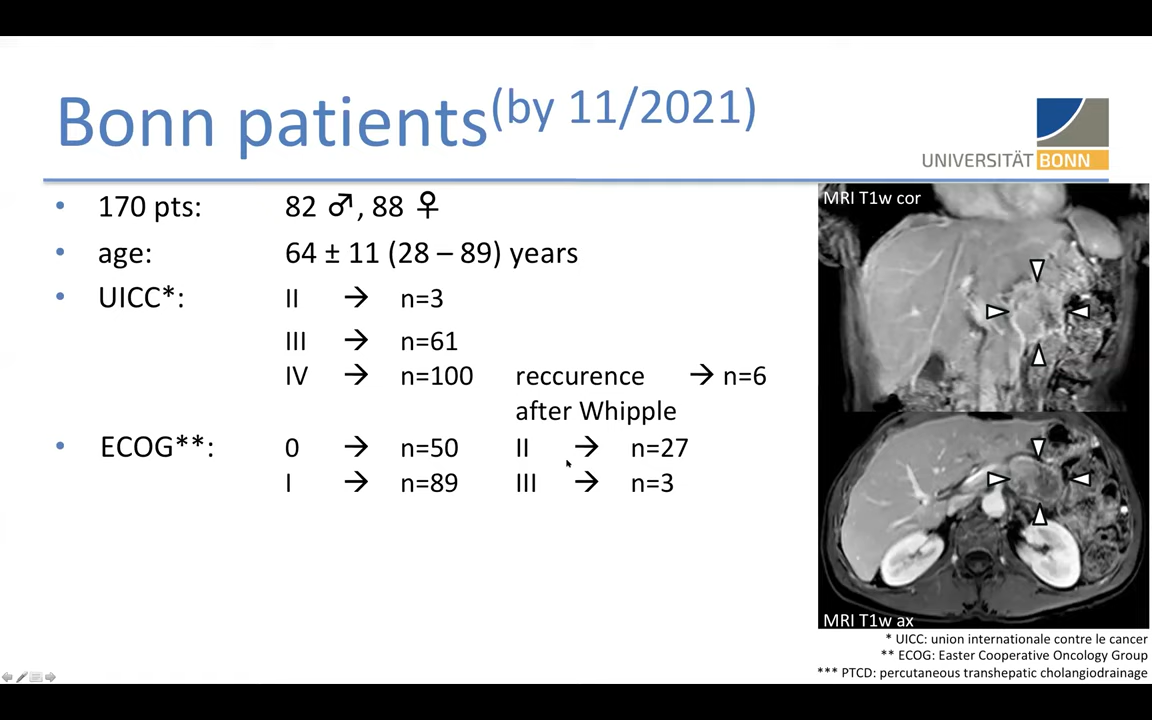 Bonn patients(by 11/2021)
UNIVERSITÄT BONN
• 170 pts: 82 ♂, 88 ♀
• age: 64 ± 11 (28 – 89) years
• UICC*: II → n=3
III → n=61
IV → n=100 reccurence → n=6
after Whipple
• ECOG**: 0 → n=50 II → n=27
I → n=89 III → n=3
MRI T1w cor
MRI T1w ax
* UICC: union internationale contre le cancer
** ECOG: Easter Cooperative Oncology Group
*** PTCD: percutaneous transhepatic cholangiodrainage